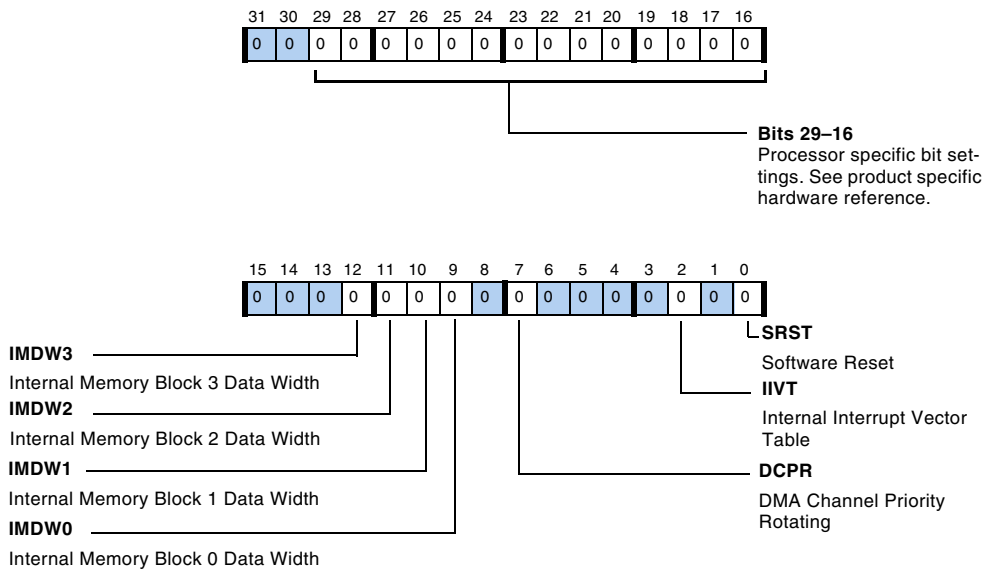 31 30 29 28 27 26 25 24 23 22 21 20 19 18 17 16
0 0 0 0 0 0 0 0 0 0 0 0 0 0 0 0
Bits 29–16
Processor specific bit set-
tings. See product specific
hardware reference.
15 14 13 12 11 10 9 8 7 6 5 4 3 2 1 0
0 0 0 0 0 0 0 0 0 0 0 0 0 0 0 0
IMDW3
Internal Memory Block 3 Data Width
IMDW2
Internal Memory Block 2 Data Width
IMDW1
Internal Memory Block 1 Data Width
IMDW0
Internal Memory Block 0 Data Width
SRST
Software Reset
IIVT
Internal Interrupt Vector
Table
DCPR
DMA Channel Priority
Rotating